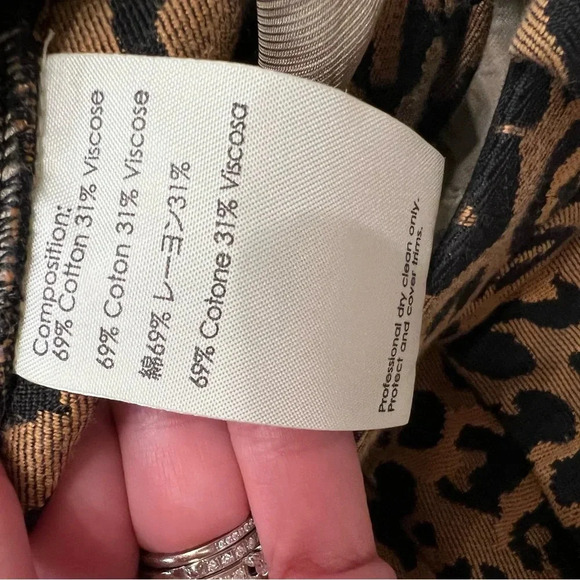 Composition:
69% Cotton 31% Viscose
69% Coton 31% Viscose
綿69% レーヨン31%
69% Cotone 31% Viscosa
Professional dry clean only.
Protect and cover trims.